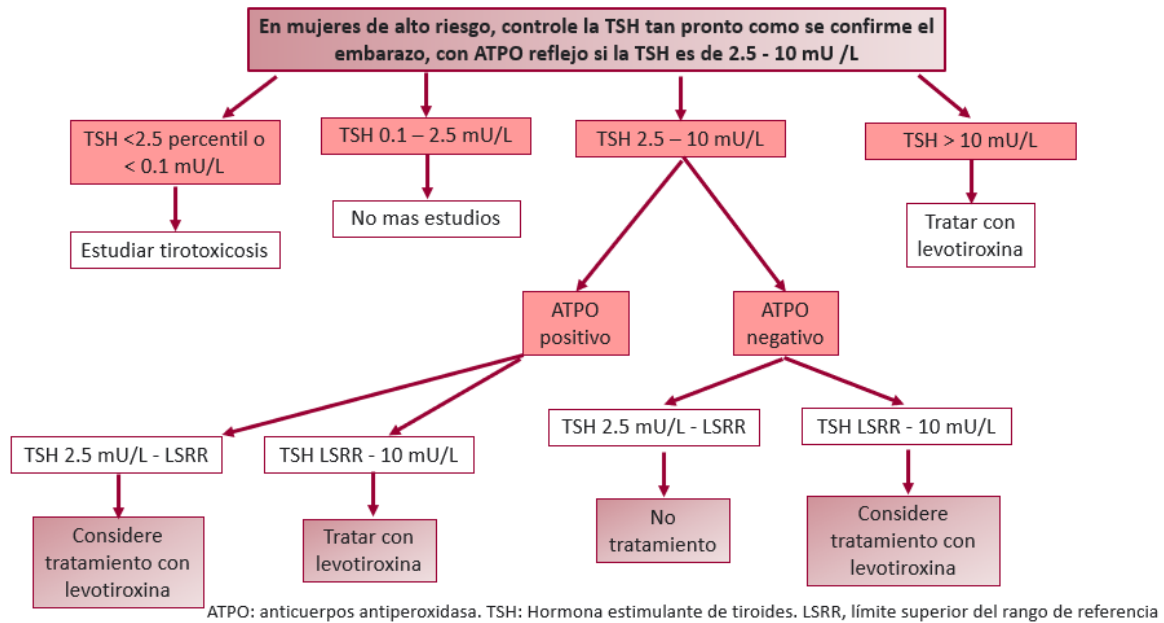 En mujeres de alto riesgo, controle la TSH tan pronto como se confirme el
embarazo, con ATPO reflejo si la TSH es de 2.5 - 10 mU /L
TSH <2.5 percentil o
< 0.1 mU/L
TSH 0.1 – 2.5 mU/L
TSH 2.5 – 10 mU/L
TSH > 10 mU/L
Estudiar tirotoxicosis
No mas estudios
Tratar con
levotiroxina
ATPO
positivo
ATPO
negativo
TSH 2.5 mU/L - LSRR
TSH LSRR - 10 mU/L
TSH 2.5 mU/L - LSRR
TSH LSRR - 10 mU/L
Considere
tratamiento con
levotiroxina
Tratar con
levotiroxina
No
tratamiento
Considere
tratamiento con
levotiroxina
ATPO: anticuerpos antiperoxidasa. TSH: Hormona estimulante de tiroides. LSRR, límite superior del rango de referencia